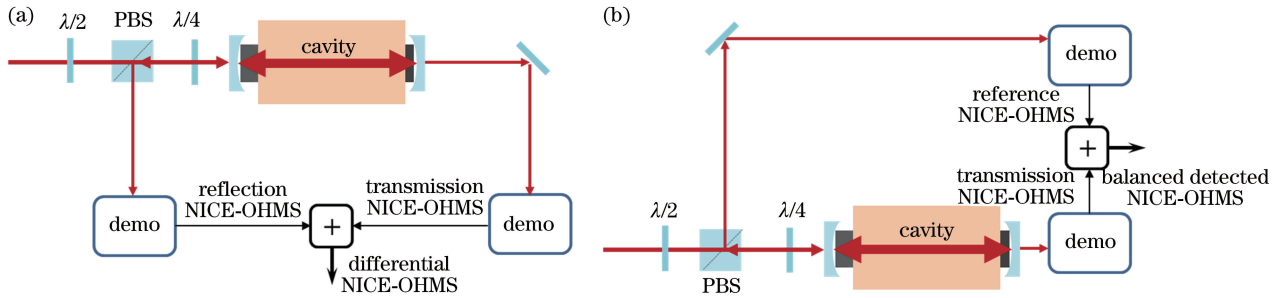 (a)
λ/2
PBS
λ/4
cavity
demo
reflection
NICE-OHMS
+
transmission
NICE-OHMS
demo
differential
NICE-OHMS
(b)
demo
reference
NICE-OHMS
+
transmission
NICE-OHMS
balanced detected
NICE-OHMS
λ/2
PBS
λ/4
cavity
demo